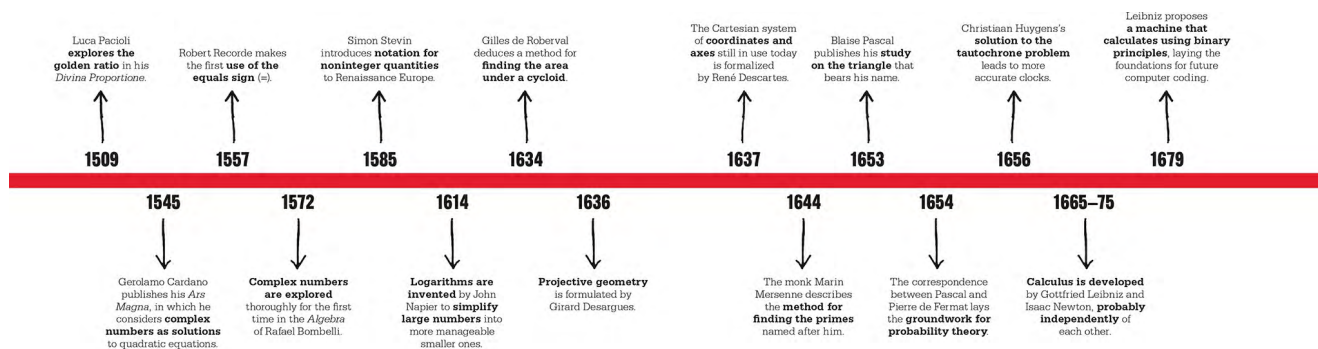 Luca Pacioli
explores the
golden ratio in his
Divina Proportione.
1509
Gerolamo Cardano
publishes his Ars
Magna, in which he
considers complex
numbers as solutions
to quadratic equations.
1545
Robert Recorde makes
the first use of the
equals sign (=).
1557
Complex numbers
are explored
thoroughly for the first
time in the Algebra
of Rafael Bombelli.
1572
Simon Stevin
introduces notation for
noninteger quantities
to Renaissance Europe.
1585
Logarithms are
invented by John
Napier to simplify
large numbers into
more manageable
smaller ones.
1614
Gilles de Roberval
deduces a method for
finding the area
under a cycloid.
1634
Projective geometry
is formulated by
Girard Desargues.
1636
The Cartesian system
of coordinates and
axes still in use today
is formalized
by René Descartes.
1637
The monk Marin
Mersenne describes
the method for
finding the primes
named after him.
1644
Blaise Pascal
publishes his study
on the triangle that
bears his name.
1653
The correspondence
between Pascal and
Pierre de Fermat lays
the groundwork for
probability theory.
1654
Christiaan Huygens's
solution to the
tautochrone problem
leads to more
accurate clocks.
1656
Calculus is developed
by Gottfried Leibniz and
Isaac Newton, probably
independently of
each other.
1665–75
Leibniz proposes
a machine that
calculates using binary
principles, laying the
foundations for future
computer coding.
1679